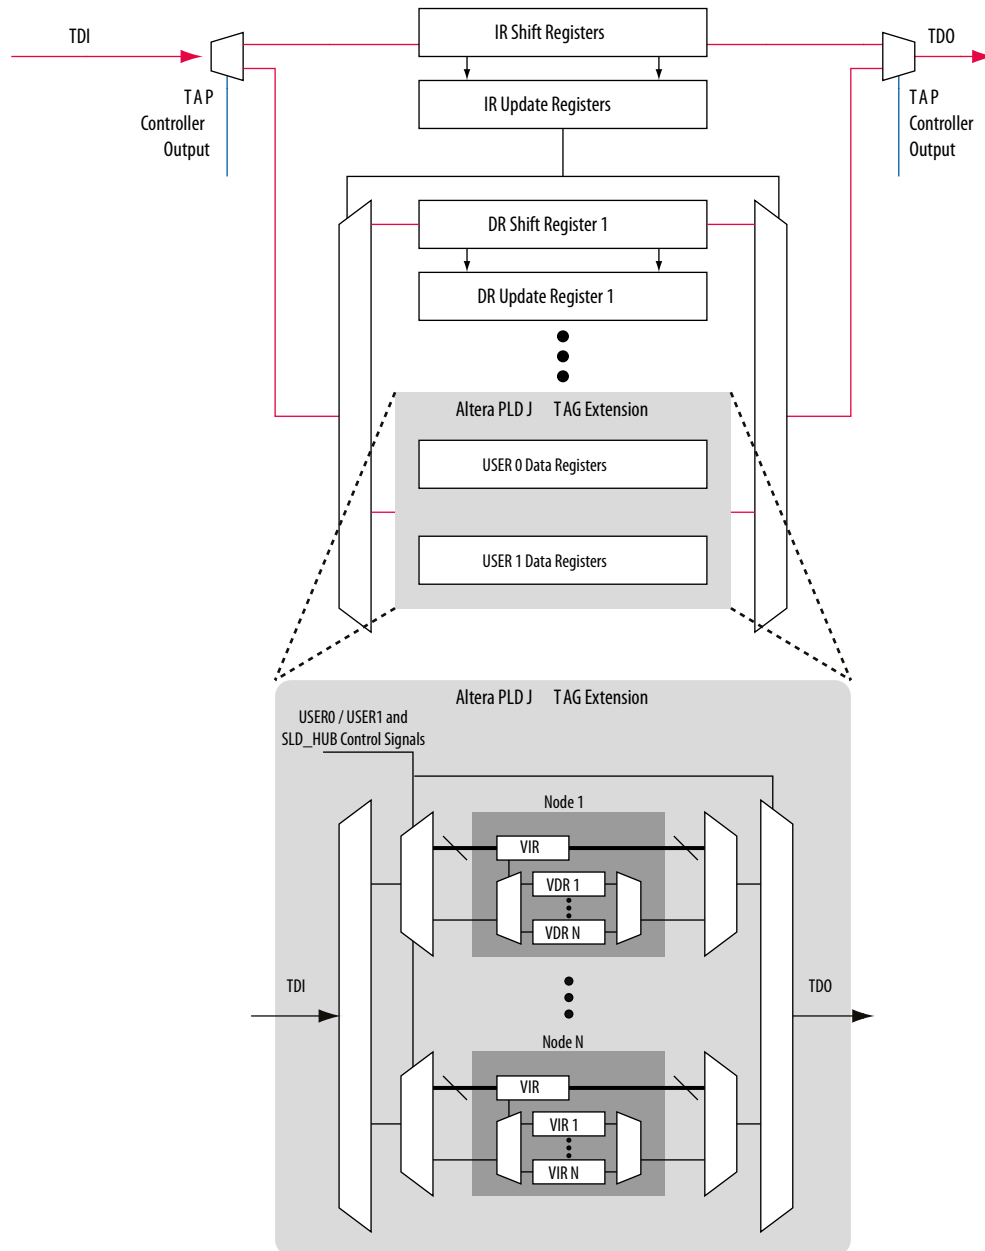 TDI
IR Shift Registers
TDO
TAP
Controller
Output
IR Update Registers
TAP
Controller
Output
DR Shift Register 1
DR Update Register 1
Altera PLD J TAG Extension
USER 0 Data Registers
USER 1 Data Registers
Altera PLD J TAG Extension
USER0 / USER1 and
SLD_HUB Control Signals
Node 1
VIR
VDR 1
VDR N
TDI
TDO
Node N
VIR
VIR 1
VIR N